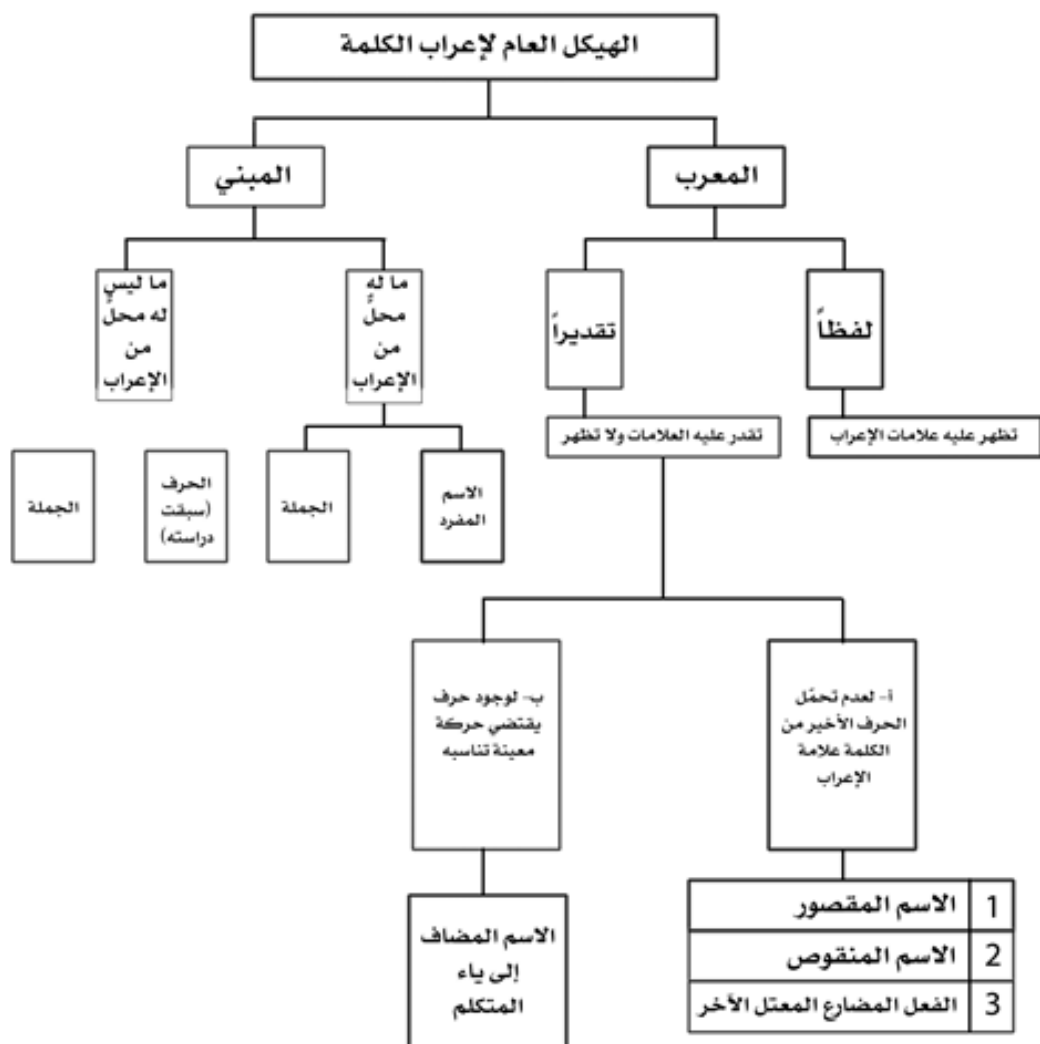 الهيكل العام لإعراب الكلمة
المعرب
المبني
لفظاً
تقديراً
ما له
محلٌّ
من
الإعراب
ما ليس
له محلٌّ
من
الإعراب
تظهر عليه علامات الإعراب
تقدر عليه العلامات ولا تظهر
الاسم
المفرد
الجملة
الحرف
(سبقت
دراسته)
الجملة
أ- لعدم تحمّل
الحرف الأخير من
الكلمة علامة
الإعراب
ب- لوجود حرف
يقتضي حركة
معينة تناسبه
1 الاسم المقصور
2 الاسم المنقوص
3 الفعل المضارع المعتل الآخر
الاسم المضاف
إلى ياء
المتكلم